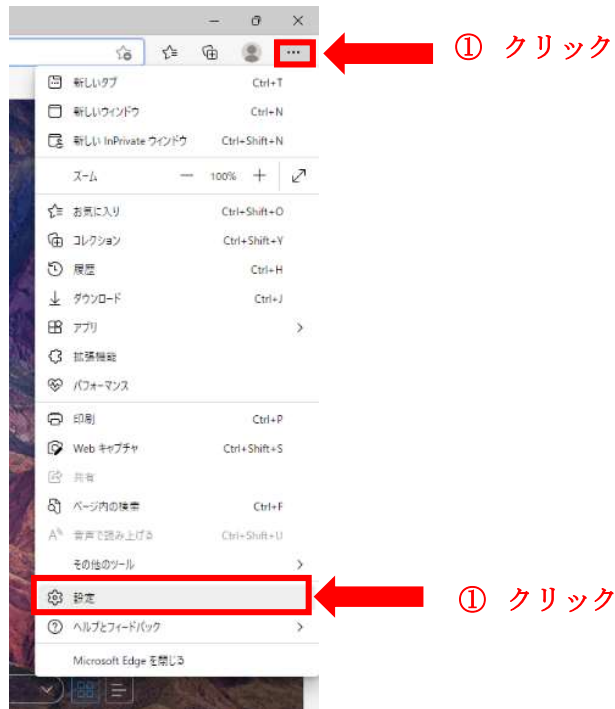 ① クリック
新しいタブ Ctrl+T
新しいウィンドウ Ctrl+N
新しい InPrivate ウィンドウ Ctrl+Shift+N
ズーム 100%
お気に入り Ctrl+Shift+O
コレクション Ctrl+Shift+Y
履歴 Ctrl+H
ダウンロード Ctrl+J
アプリ
拡張機能
パフォーマンス
印刷 Ctrl+P
Web キャプチャ Ctrl+Shift+S
共有
ページ内の検索 Ctrl+F
音声で読み上げる Ctrl+Shift+U
その他のツール
設定
① クリック
ヘルプとフィードバック
Microsoft Edge を閉じる